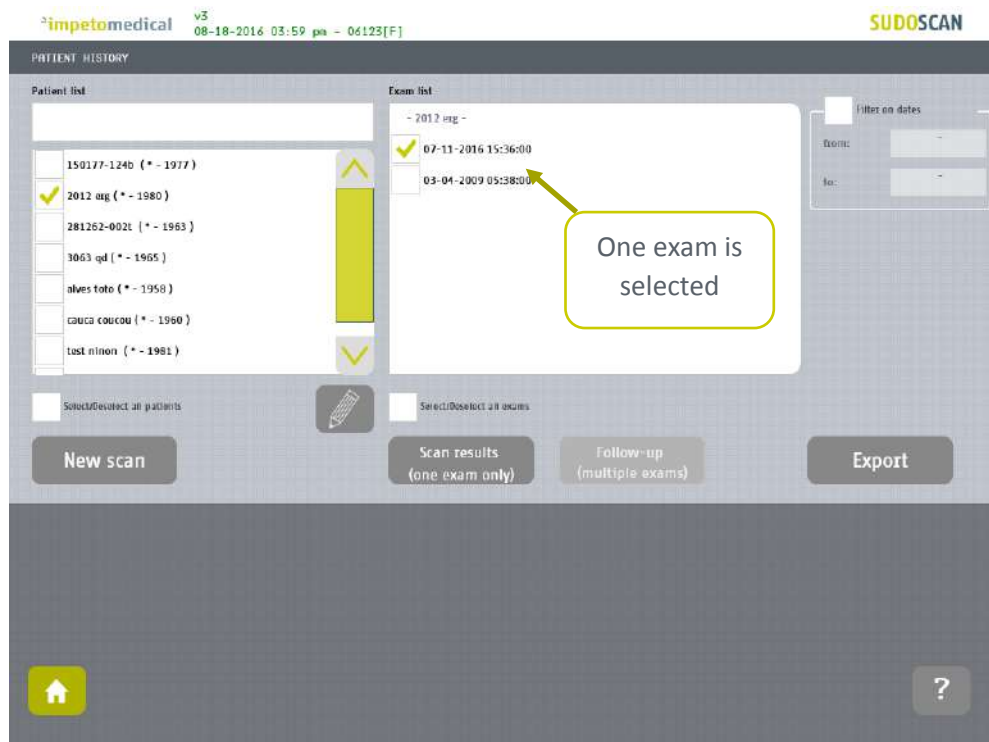 impetomedical
v3
08-18-2016 03:59 pm - 06123[F]
SUDOSCAN
PATIENT HISTORY
Patient list
150177-124b (* - 1977)
2012 erg (* - 1980)
281262-002t (* - 1963)
3063 qd (* - 1965)
alves toto (* - 1958)
cauca coucou (* - 1960)
test ninon (* - 1981)
Select/Deselect all patients
New scan
Exam list
- 2012 erg -
07-11-2016 15:36:00
03-04-2009 05:38:00
One exam is
selected
Select/Deselect all exams
Scan results
(one exam only)
Follow-up
(multiple exams)
Filter on dates
from:
-
to:
-
Export
?